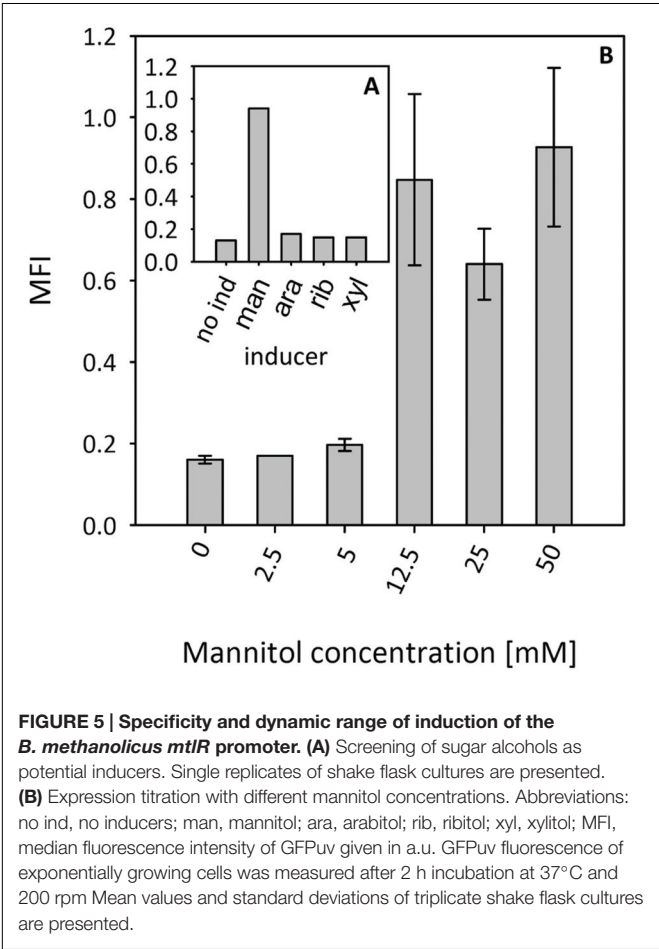 1.2
B
1.0
0.8
0.6
0.4
0.2
0.0
MFI
1.2
A
1.0
0.8
0.6
0.4
0.2
0.0
no ind
man
ara
rib
xyl
inducer
0
2.5
5
12.5
25
50
Mannitol concentration [mM]
FIGURE 5 | Specificity and dynamic range of induction of the
B. methanolicus mtlR promoter. (A) Screening of sugar alcohols as
potential inducers. Single replicates of shake flask cultures are presented.
(B) Expression titration with different mannitol concentrations. Abbreviations:
no ind, no inducers; man, mannitol; ara, arabitol; rib, ribitol; xyl, xylitol; MFI,
median fluorescence intensity of GFPuv given in a.u. GFPuv fluorescence of
exponentially growing cells was measured after 2 h incubation at 37°C and
200 rpm Mean values and standard deviations of triplicate shake flask cultures
are presented.